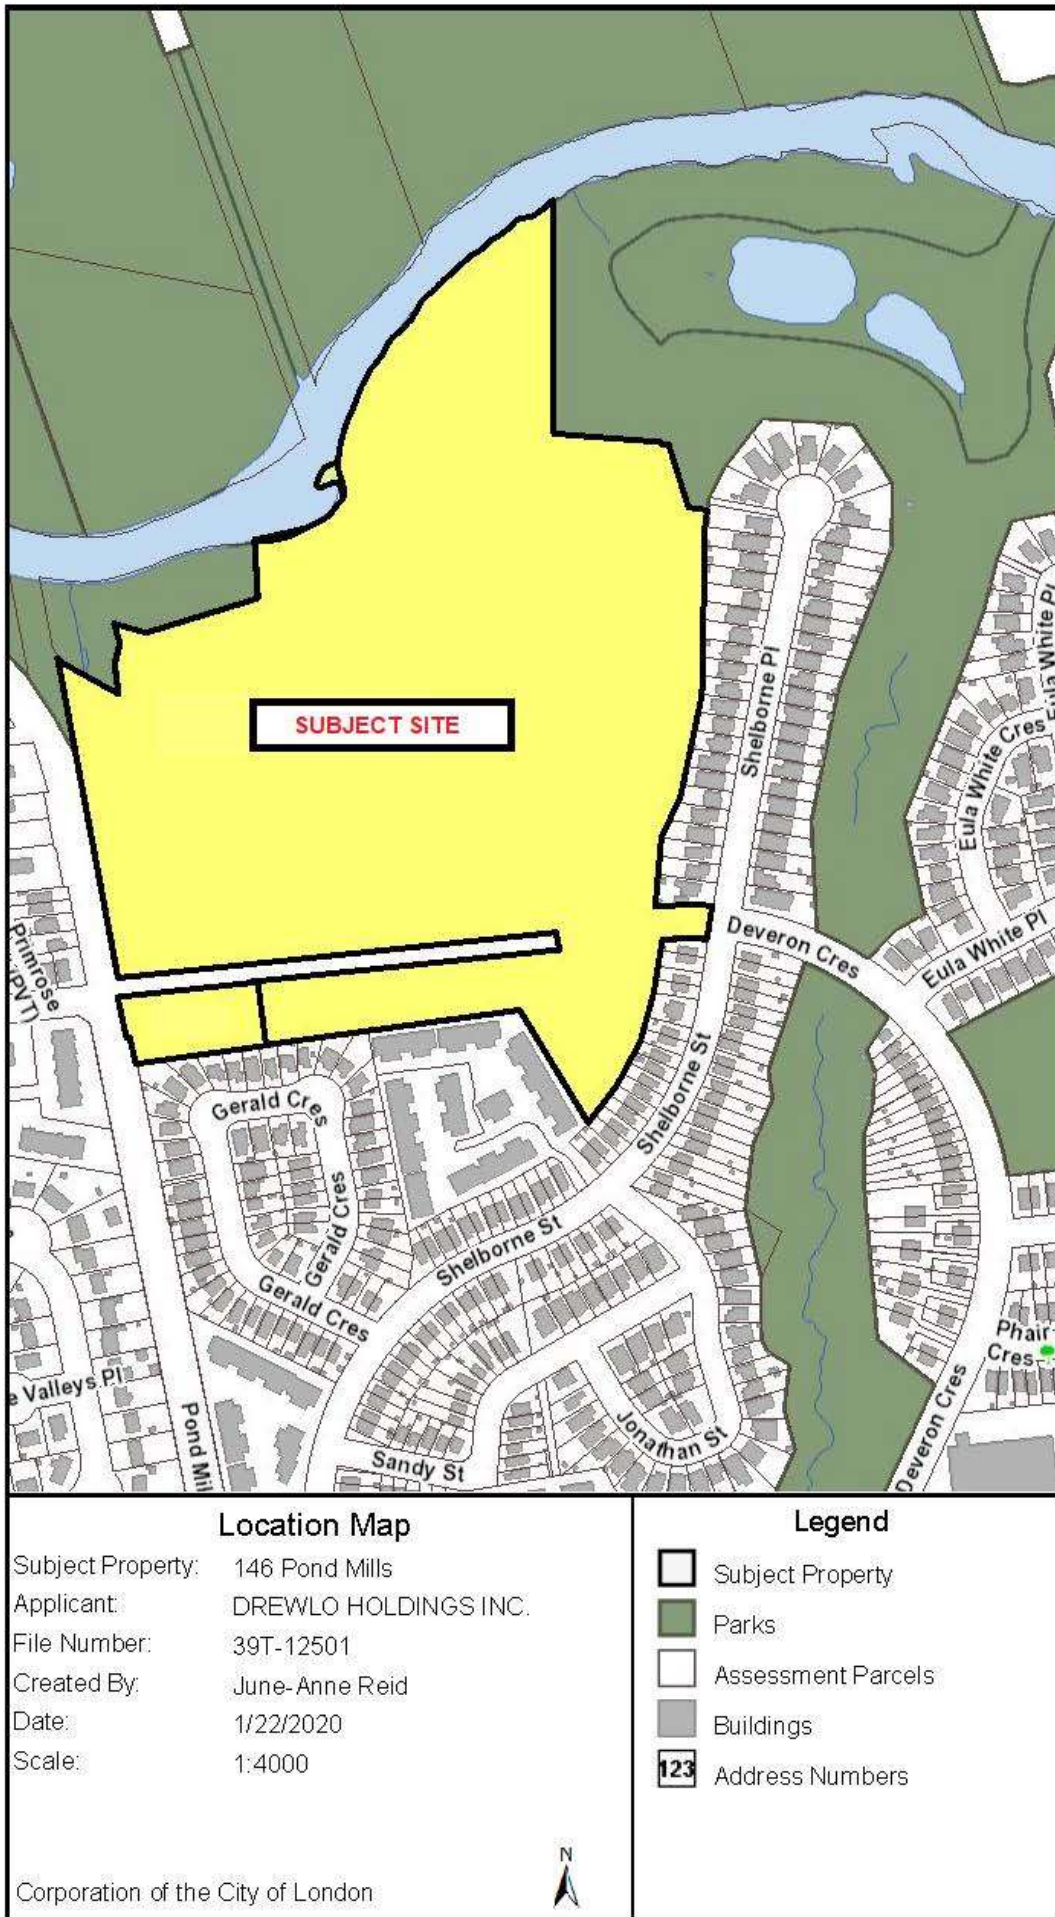 SUBJECT SITE
Shelborne Pl
Eula White Pl
Eula White Cres
Eula White Pl
Deveron Cres
Primrose
(PVT)
Shelborne St
Gerald Cres
Gerald Cres
Gerald Cres
Shelborne St
Phair
Cres
e Valleys Pl
Pond Mil
Sandy St
Jonathan St
Deveron Cres
Location Map
Subject Property: 146 Pond Mills
Applicant: DREWLO HOLDINGS INC.
File Number: 39T-12501
Created By: June-Anne Reid
Date: 1/22/2020
Scale: 1:4000
Corporation of the City of London
N
Legend
Subject Property
Parks
Assessment Parcels
Buildings
123 Address Numbers